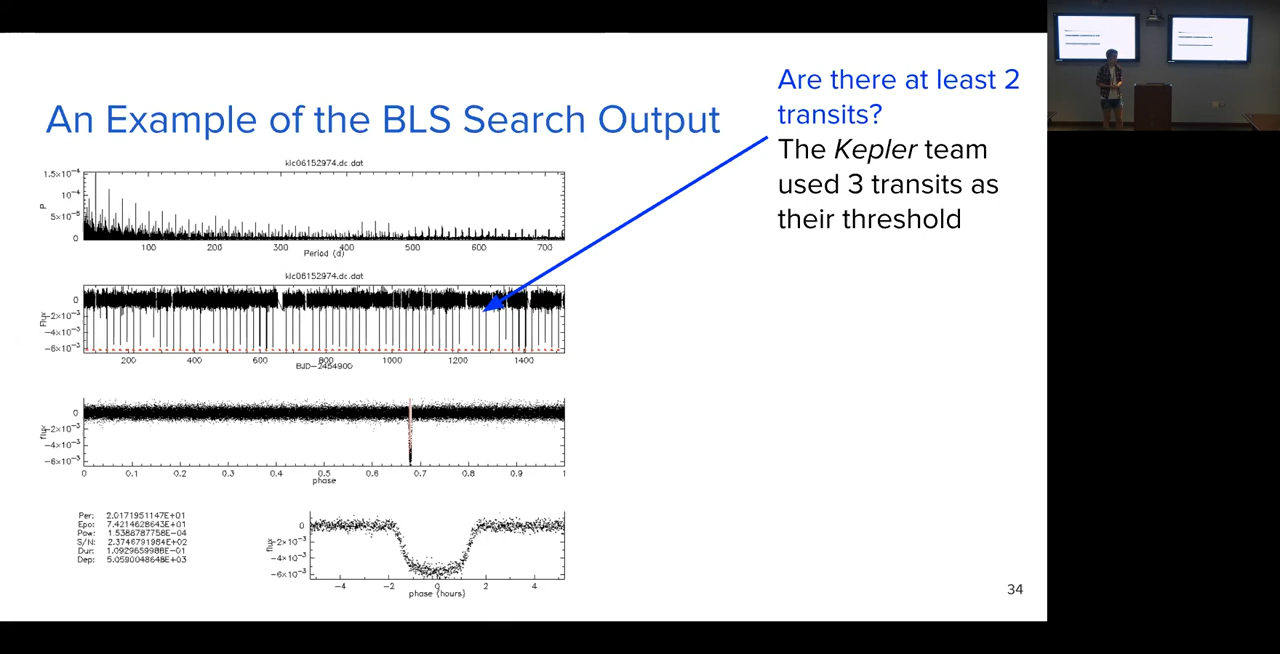 An Example of the BLS Search Output
Are there at least 2
transits?
The Kepler team
used 3 transits as
their threshold
klc06152974.dc.dat
1.5×10⁻⁴
10⁻⁴
5×10⁻⁵
0
P
100 200 300 400 500 600 700
Period (d)
klc06152974.dc.dat
0
−2×10⁻³
−4×10⁻³
−6×10⁻³
Flux
200 400 600 800 1000 1200 1400
BJD−2454900
0
−2×10⁻³
−4×10⁻³
−6×10⁻³
flux
0 0.1 0.2 0.3 0.4 0.5 0.6 0.7 0.8 0.9 1
phase
Per: 2.0171951147E+01
Epo: 7.4214628643E+01
Pow: 1.5388787758E−04
S/N: 2.3746791984E+02
Dur: 1.0929659988E−01
Dep: 5.0590048648E+03
0
−2×10⁻³
−4×10⁻³
−6×10⁻³
flux
−4 −2 0 2 4
phase (hours)
34